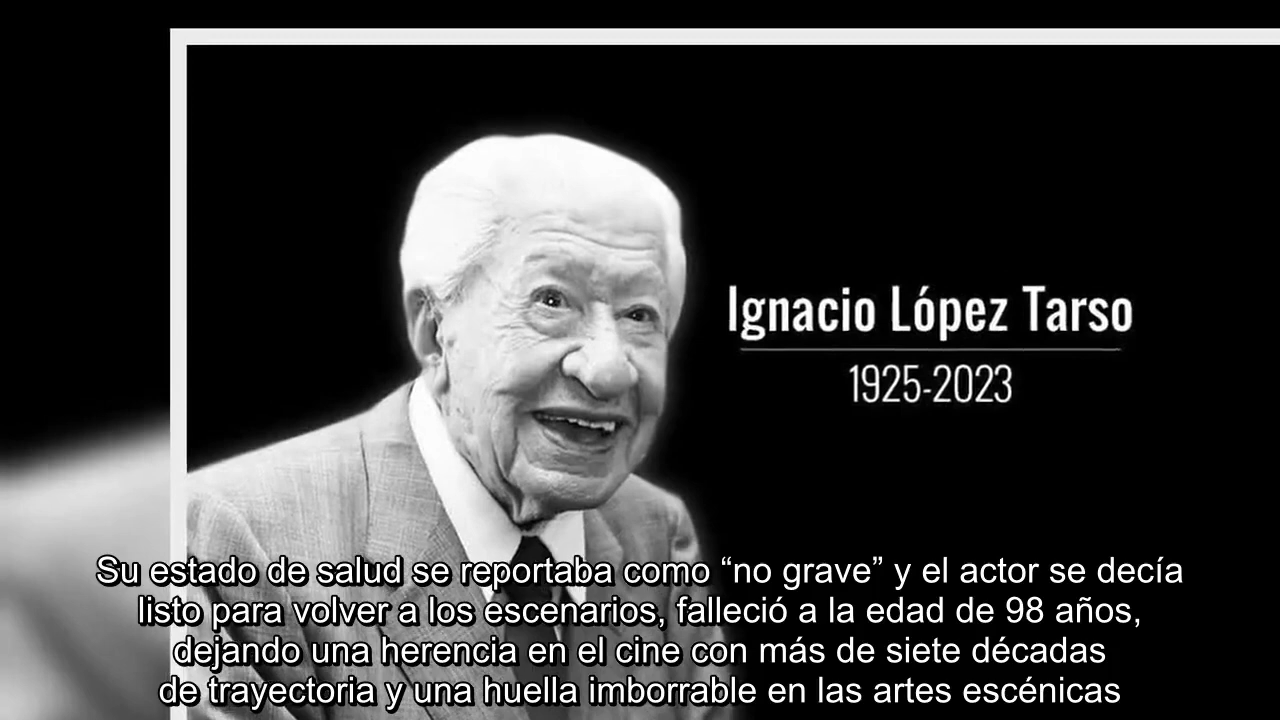 Ignacio López Tarso
1925-2023
Su estado de salud se reportaba como “no grave” y el actor se decía
listo para volver a los escenarios, falleció a la edad de 98 años,
dejando una herencia en el cine con más de siete décadas
de trayectoria y una huella imborrable en las artes escénicas